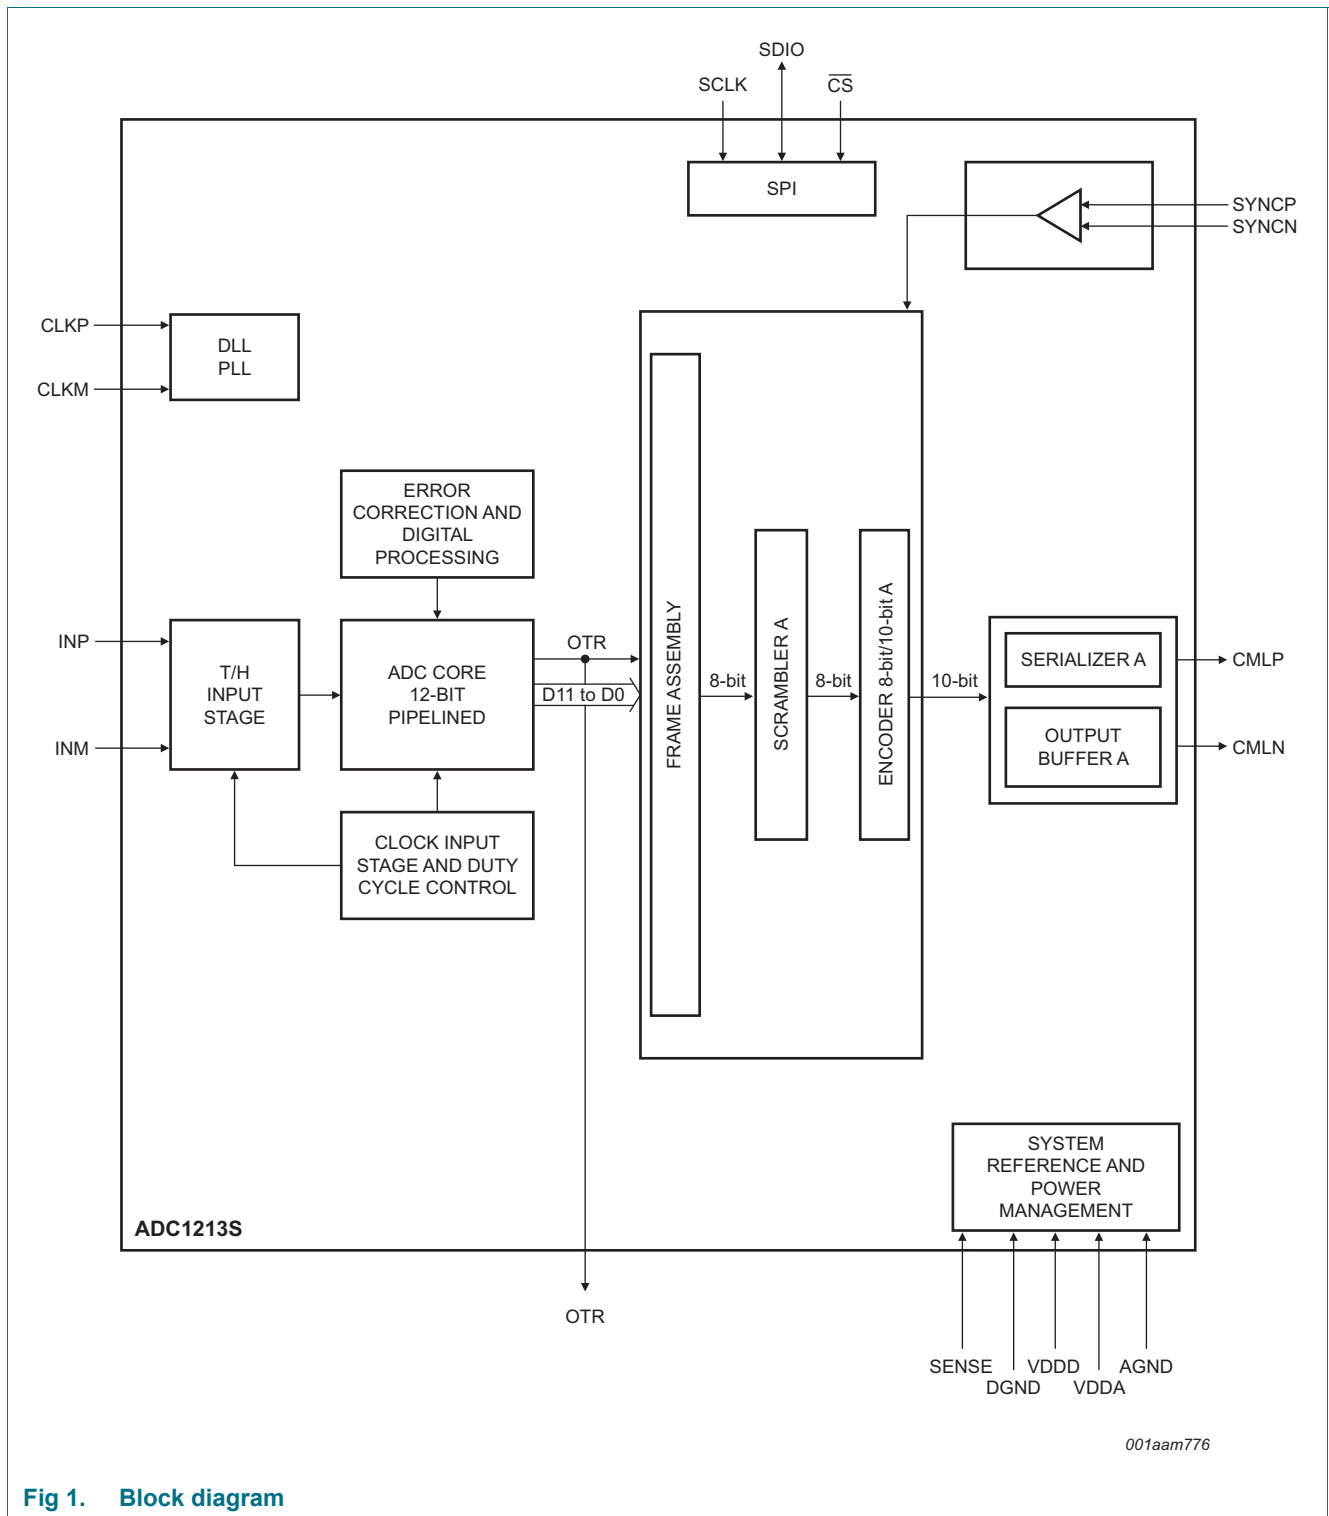 SDIO
SCLK
CS
SPI
SYNCP
SYNCN
CLKP
CLKM
DLL
PLL
ERROR
CORRECTION AND
DIGITAL
PROCESSING
INP
INM
T/H
INPUT
STAGE
ADC CORE
12-BIT
PIPELINED
OTR
D11 to D0
CLOCK INPUT
STAGE AND DUTY
CYCLE CONTROL
FRAME ASSEMBLY
8-bit
SCRAMBLER A
8-bit
ENCODER 8-bit/10-bit A
10-bit
SERIALIZER A
OUTPUT
BUFFER A
CMLP
CMLN
SYSTEM
REFERENCE AND
POWER
MANAGEMENT
ADC1213S
OTR
SENSE
DGND
VDDD
VDDA
AGND
001aam776
Fig 1. Block diagram